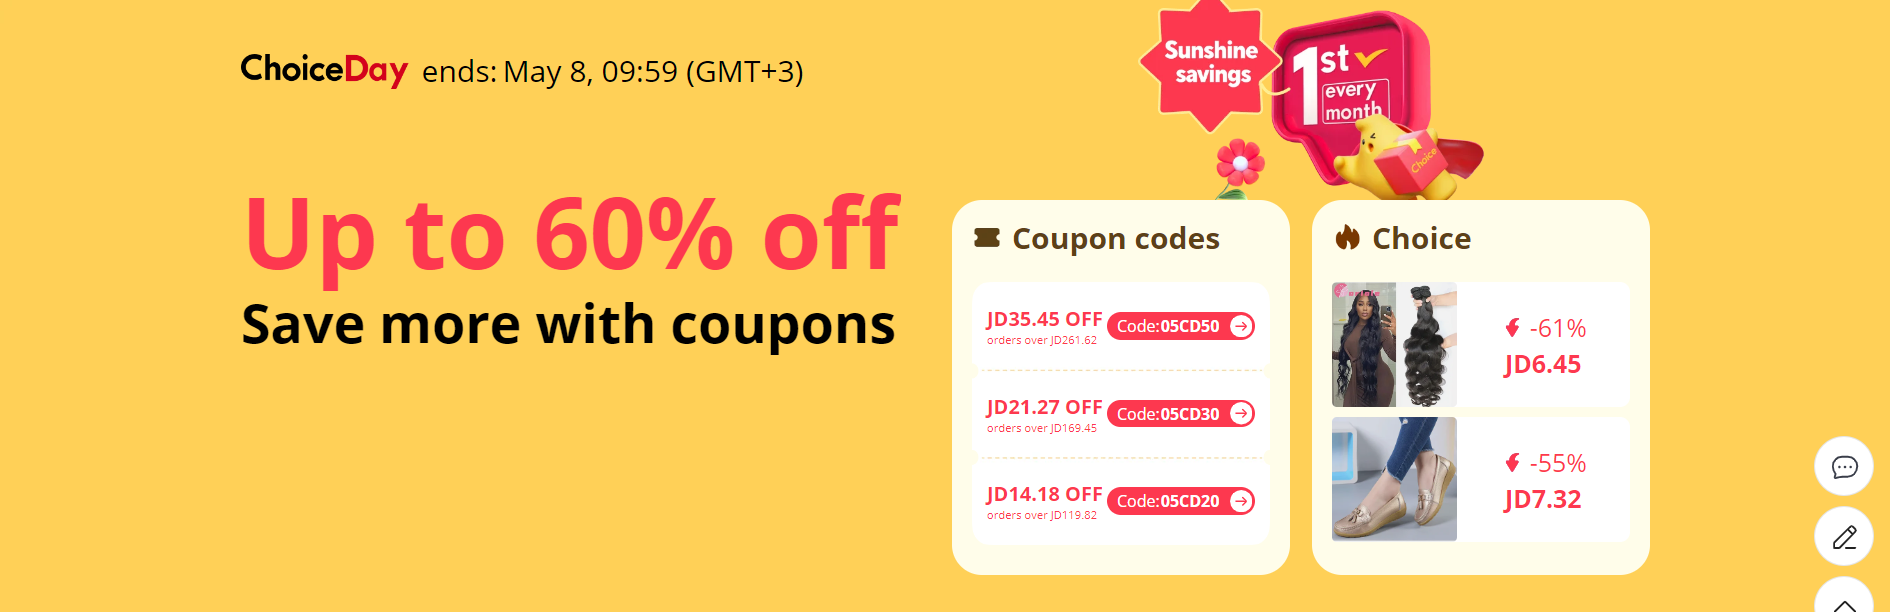 ChoiceDay ends: May 8, 09:59 (GMT+3)
Up to 60% off
Save more with coupons
Sunshine
savings
1st
every
month
Choice
Coupon codes
JD35.45 OFF
orders over JD261.62
Code:05CD50
JD21.27 OFF
orders over JD169.45
Code:05CD30
JD14.18 OFF
orders over JD119.82
Code:05CD20
Choice
-61%
JD6.45
-55%
JD7.32